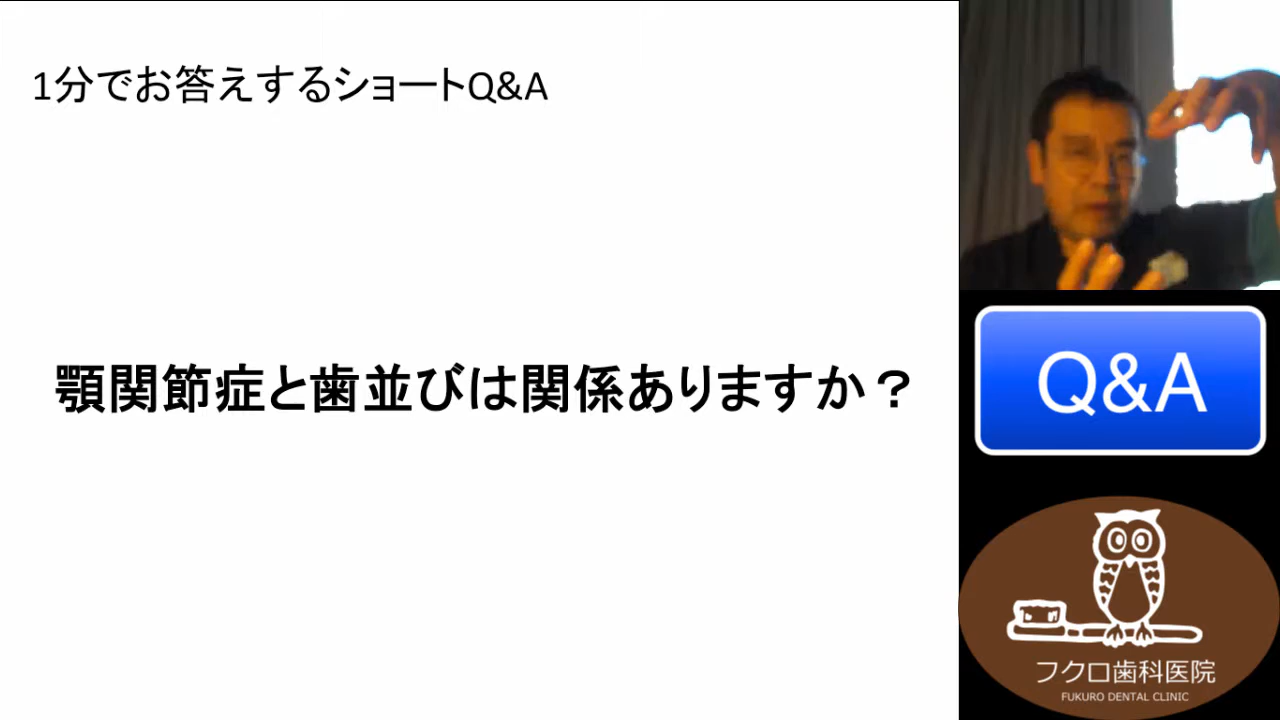 1分でお答えするショートQ&A
顎関節症と歯並びは関係ありますか？
Q&A
フクロ歯科医院
FUKURO DENTAL CLINIC